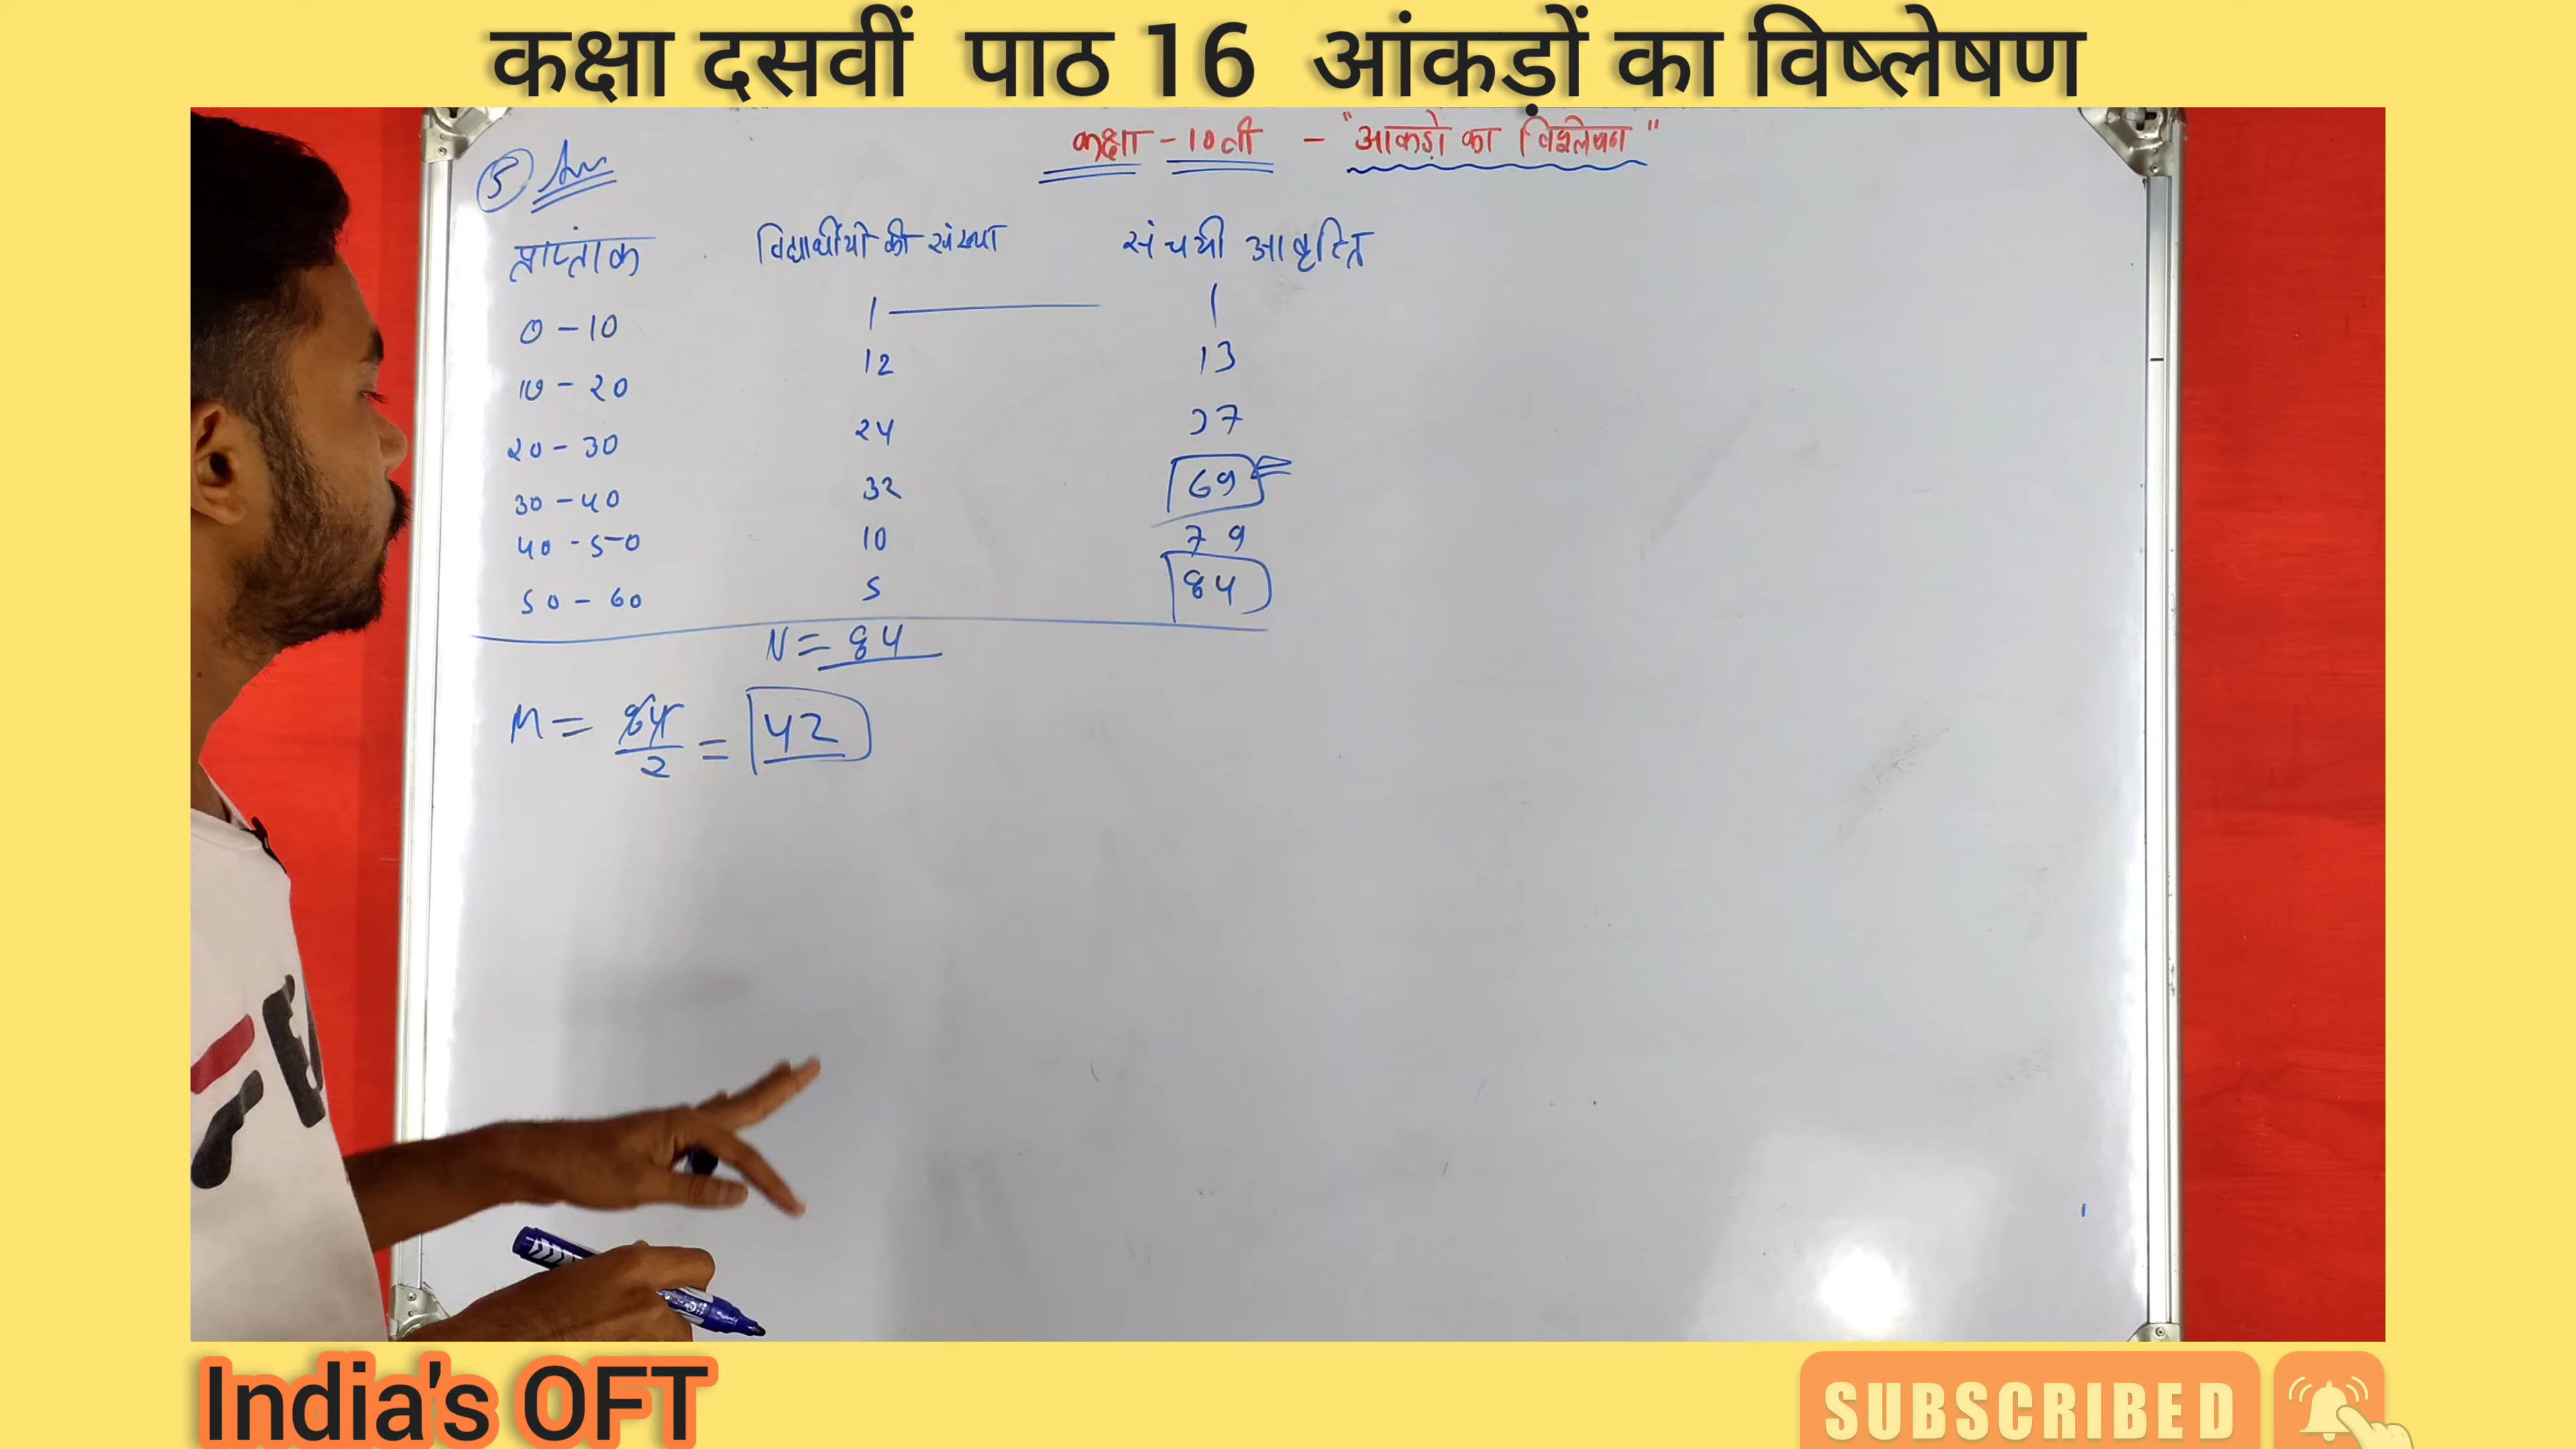 कक्षा दसवीं पाठ 16 आंकड़ों का विष्लेषण
कक्षा - 10वी - "आकड़ो का विश्लेषण"
5 Ans
प्राप्तांक विद्यार्थीयो की संख्या संचयी आवृत्ति
0 - 10 1 1
10 - 20 12 13
20 - 30 24 37
30 - 40 32 69
40 - 50 10 79
50 - 60 5 84
N = 84
M = 84/2 = 42
India's OFT
SUBSCRIBED